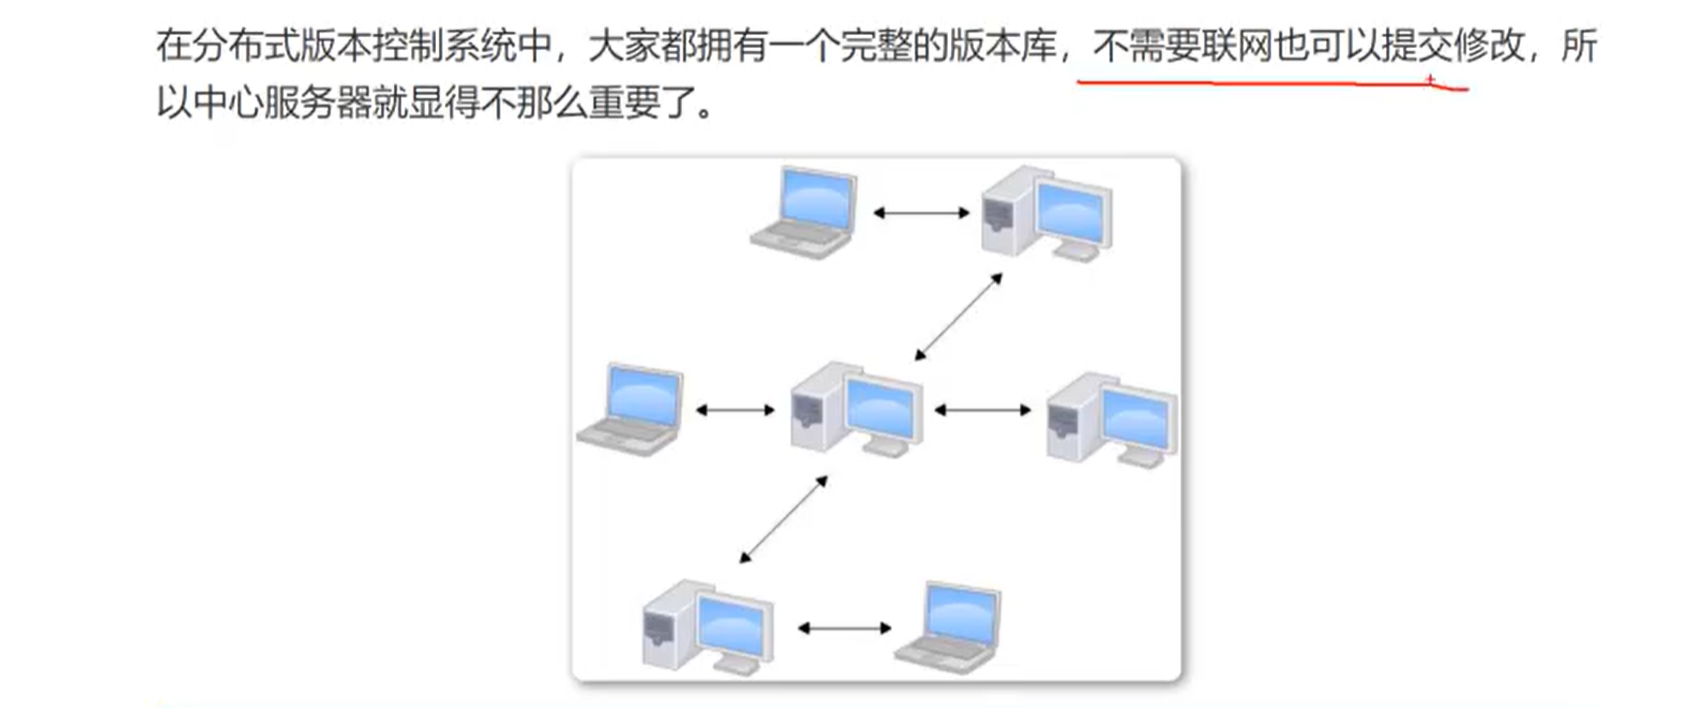 在分布式版本控制系统中，大家都拥有一个完整的版本库，不需要联网也可以提交修改，所
以中心服务器就显得不那么重要了。